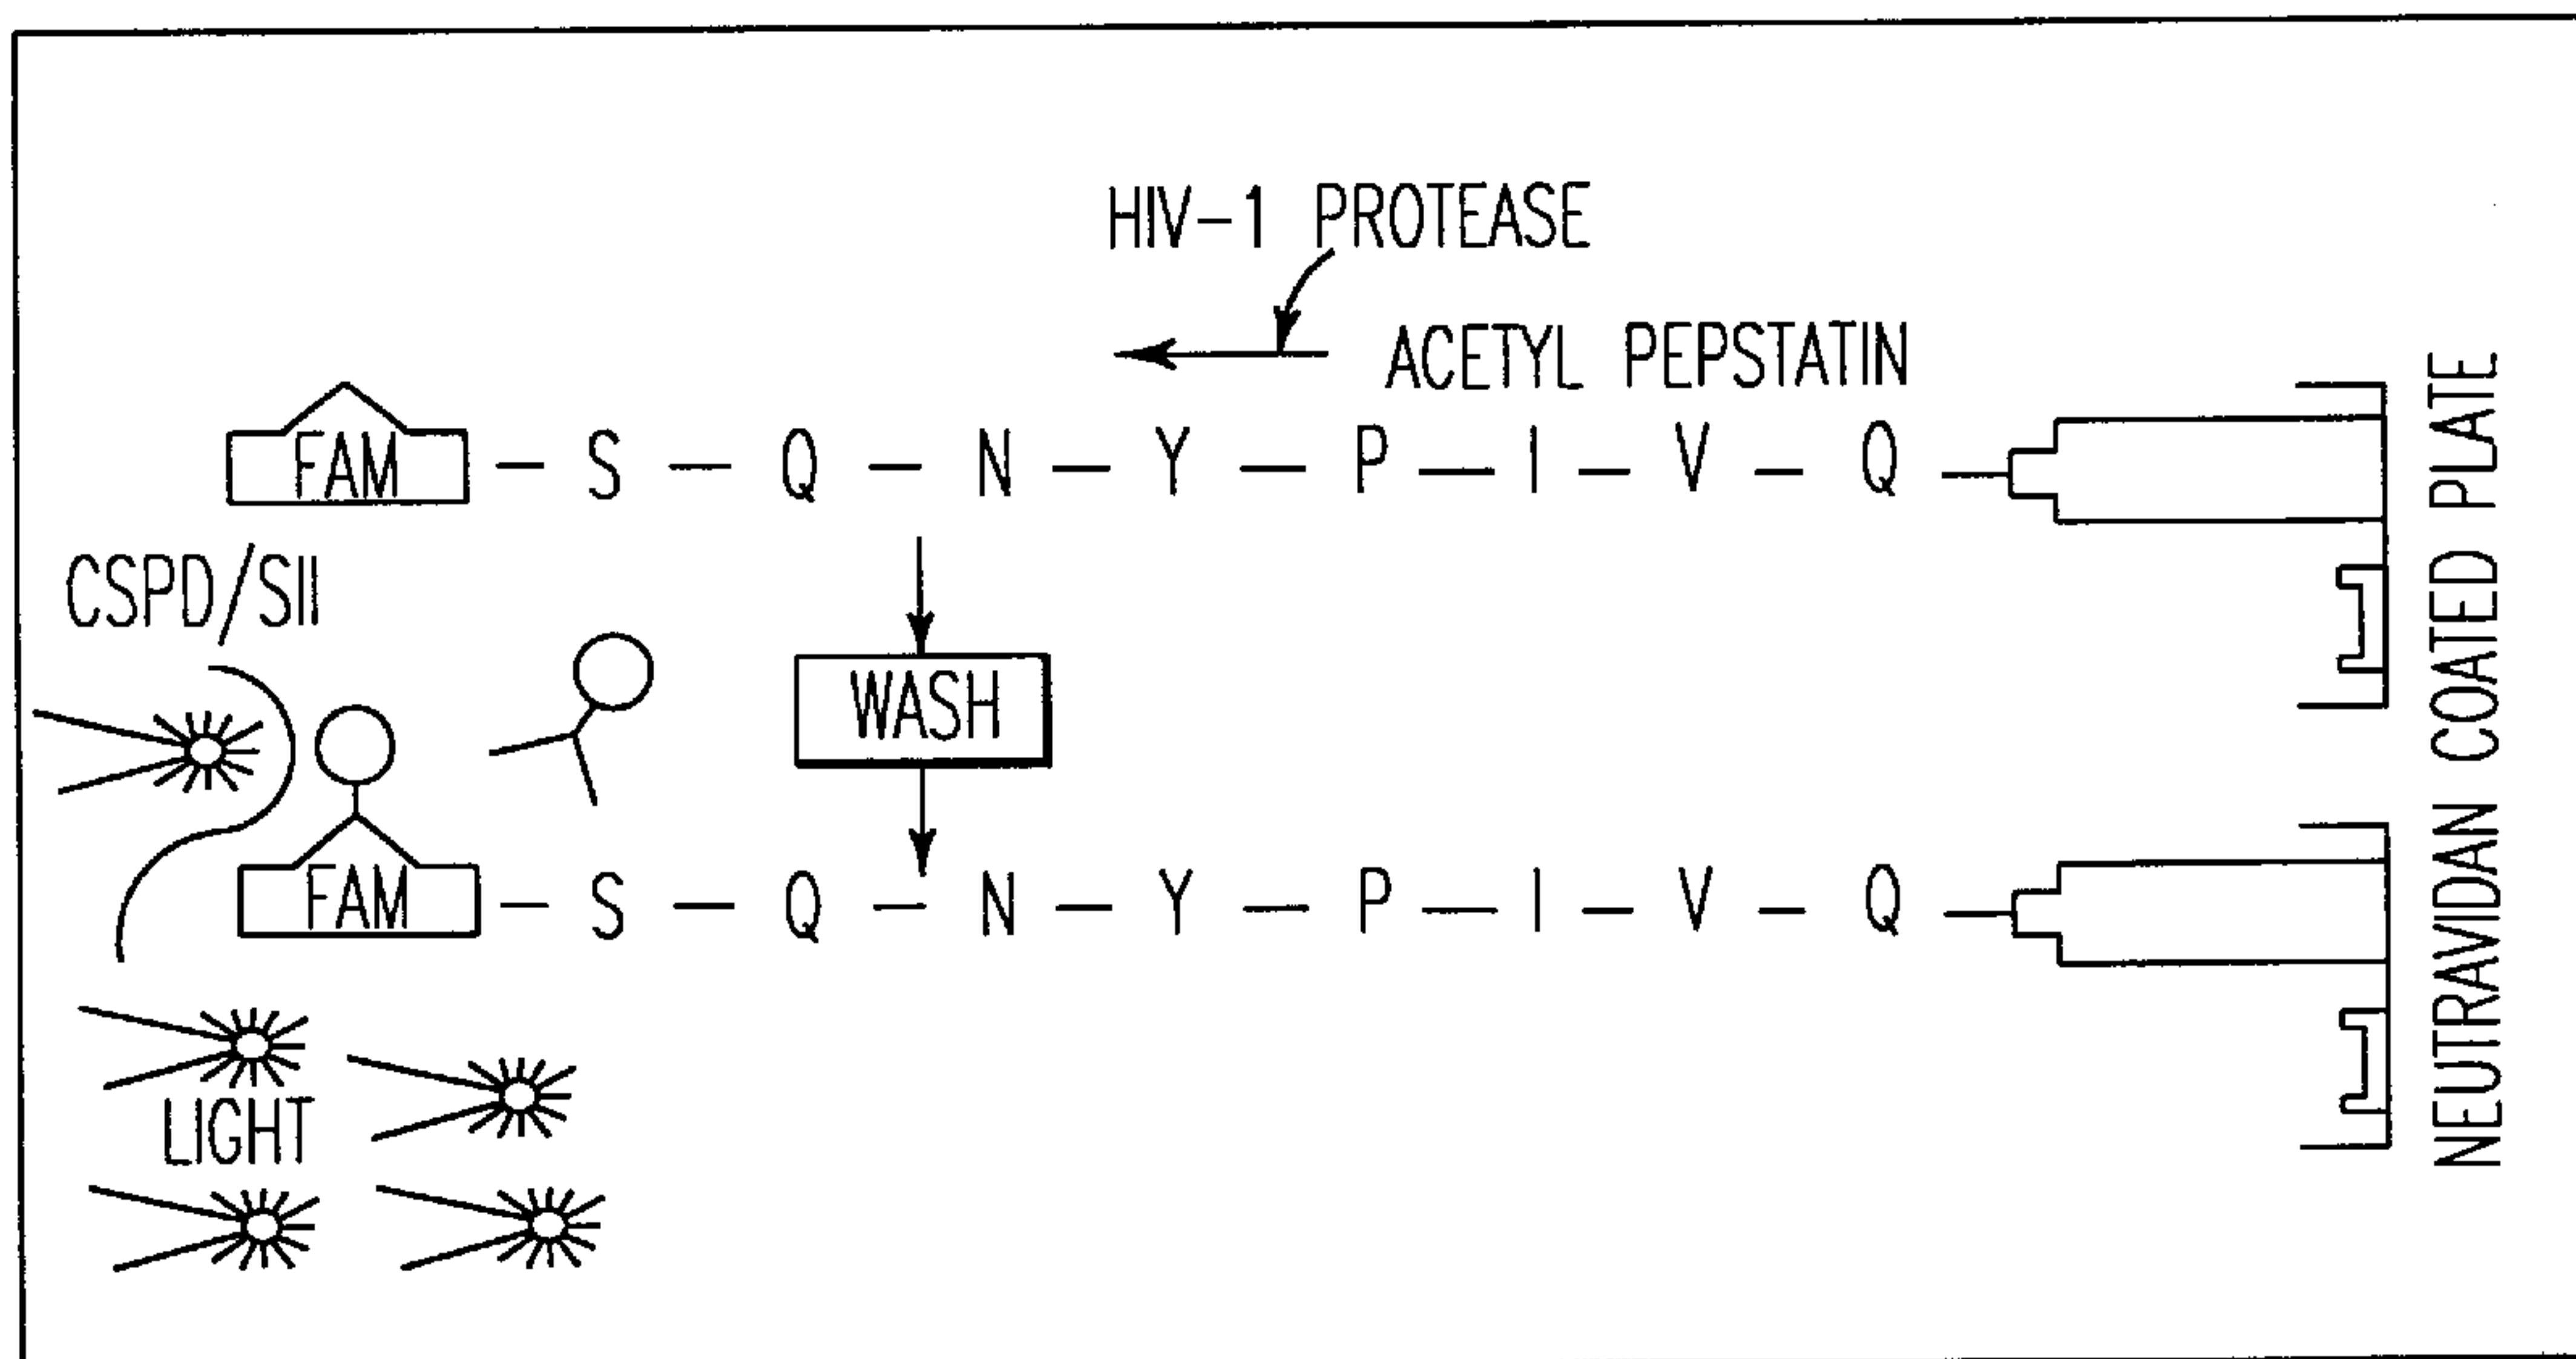 HIV-1 PROTEASE
ACETYL PEPSTATIN
FAM - S - Q - N - Y - P - I - V - Q
CSPD/SII
WASH
FAM - S - Q - N - Y - P - I - V - Q
LIGHT
NEUTRAVIDAN COATED PLATE